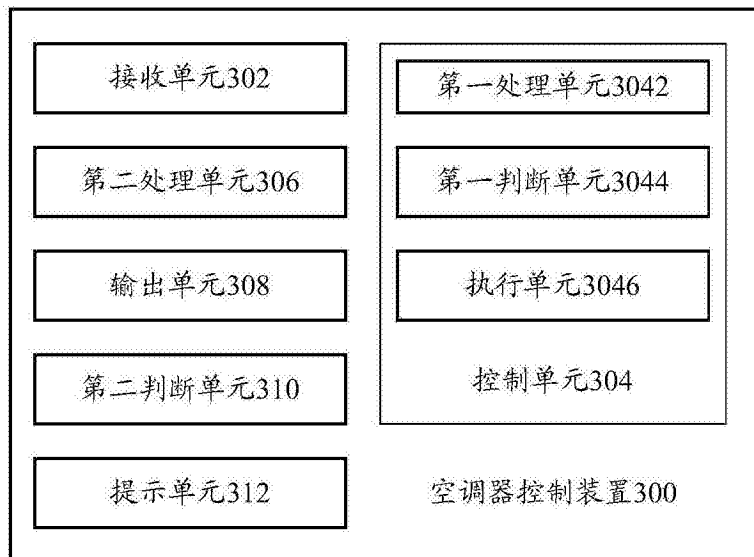 接收单元302
第二处理单元306
输出单元308
第二判断单元310
提示单元312
第一处理单元3042
第一判断单元3044
执行单元3046
控制单元304
空调器控制装置300